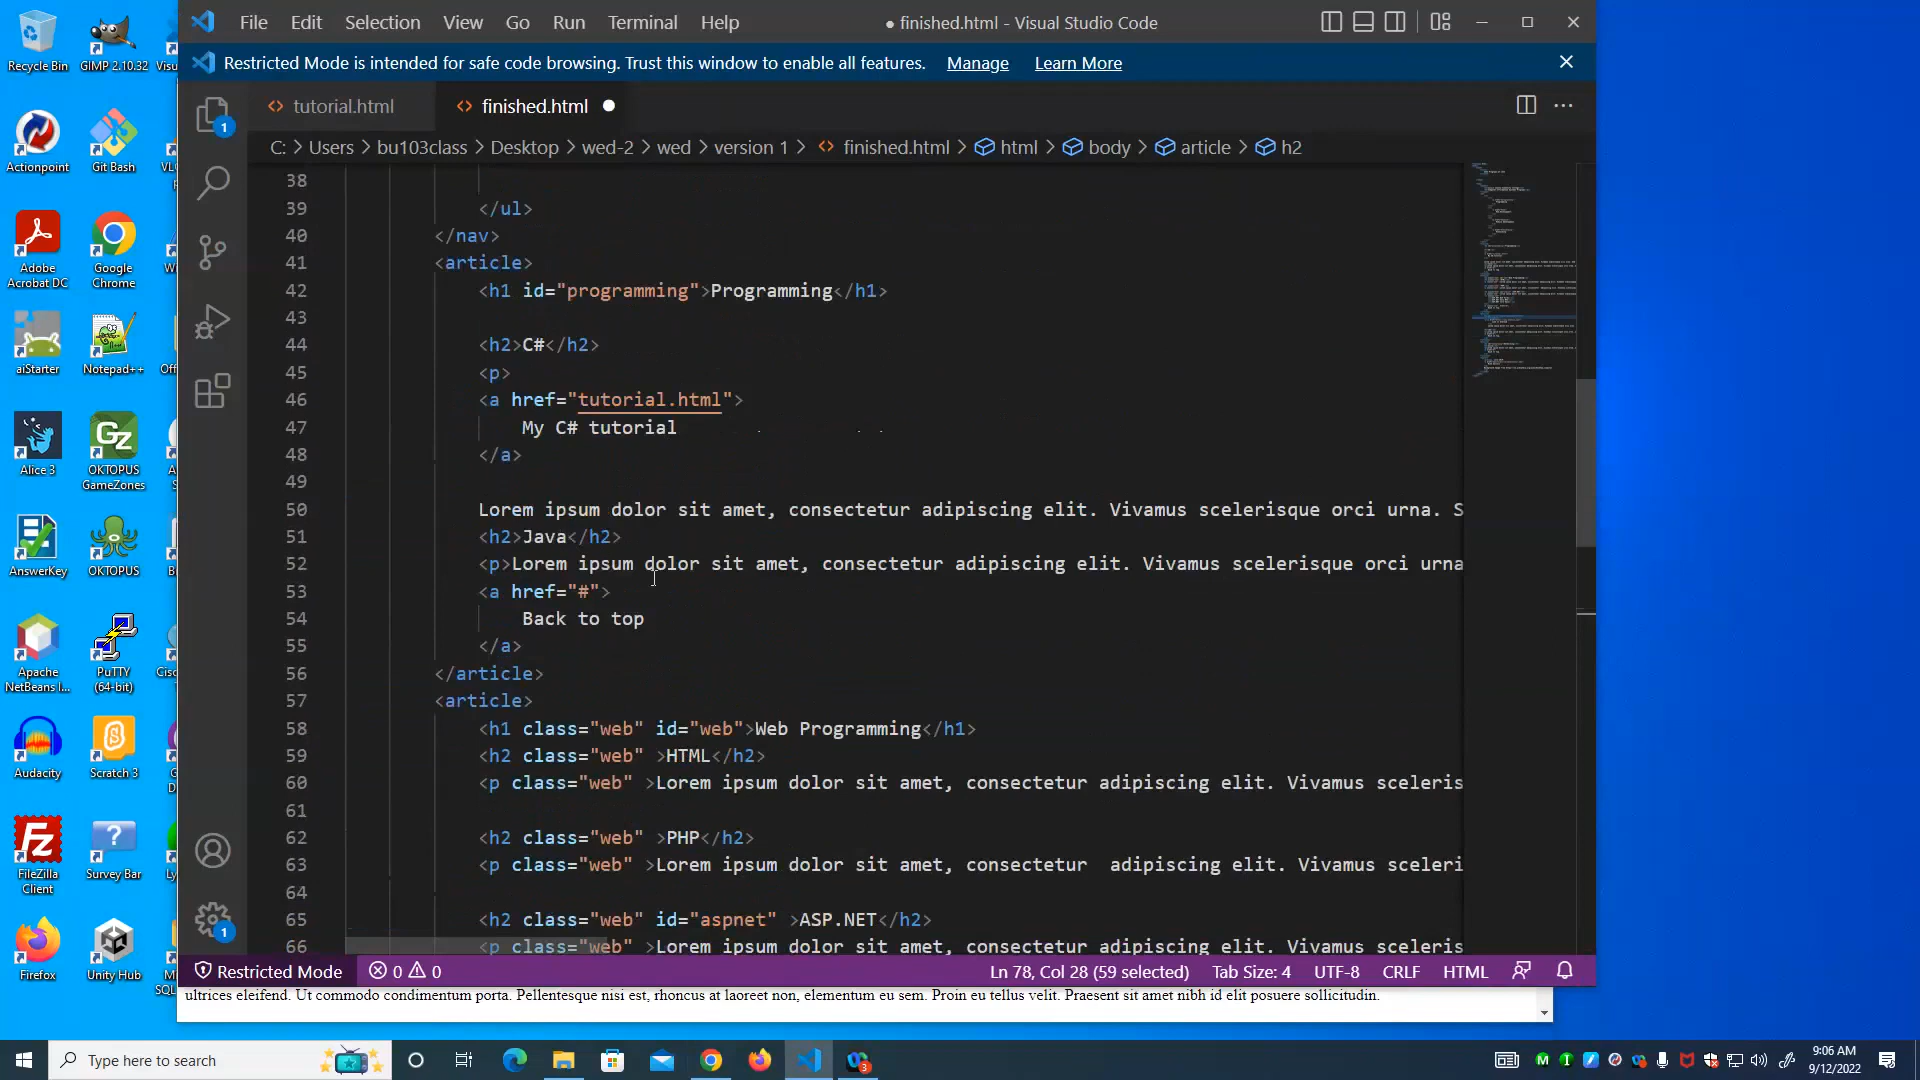 File Edit Selection View Go Run Terminal Help
● finished.html - Visual Studio Code
Restricted Mode is intended for safe code browsing. Trust this window to enable all features. Manage Learn More
tutorial.html
finished.html
C: > Users > bu103class > Desktop > wed-2 > wed > version 1 > finished.html > html > body > article > h2
38
39 </ul>
40 </nav>
41 <article>
42 <h1 id="programming">Programming</h1>
43
44 <h2>C#</h2>
45 <p>
46 <a href="tutorial.html">
47 My C# tutorial
48 </a>
49
50 Lorem ipsum dolor sit amet, consectetur adipiscing elit. Vivamus scelerisque orci urna. S
51 <h2>Java</h2>
52 <p>Lorem ipsum dolor sit amet, consectetur adipiscing elit. Vivamus scelerisque orci urna
53 <a href="#">
54 Back to top
55 </a>
56 </article>
57 <article>
58 <h1 class="web" id="web">Web Programming</h1>
59 <h2 class="web" >HTML</h2>
60 <p class="web" >Lorem ipsum dolor sit amet, consectetur adipiscing elit. Vivamus sceleris
61
62 <h2 class="web" >PHP</h2>
63 <p class="web" >Lorem ipsum dolor sit amet, consectetur  adipiscing elit. Vivamus sceleri
64
65 <h2 class="web" id="aspnet" >ASP.NET</h2>
66 <p class="web" >Lorem ipsum dolor sit amet, consectetur adipiscing elit. Vivamus sceleris
1
1
Restricted Mode 0 0 Ln 78, Col 28 (59 selected) Tab Size: 4 UTF-8 CRLF HTML
ultrices eleifend. Ut commodo condimentum porta. Pellentesque nisi est, rhoncus at laoreet non, elementum eu sem. Proin eu tellus velit. Praesent sit amet nibh id elit posuere sollicitudin.
Recycle Bin
GIMP 2.10.32
Actionpoint
Git Bash
Adobe
Acrobat DC
Google
Chrome
aiStarter
Notepad++
Alice 3
OKTOPUS
GameZones
AnswerKey
OKTOPUS
Apache
NetBeans I...
PuTTY
(64-bit)
Audacity
Scratch 3
FileZilla
Client
Survey Bar
Firefox
Unity Hub
Type here to search
3
9:06 AM
9/12/2022